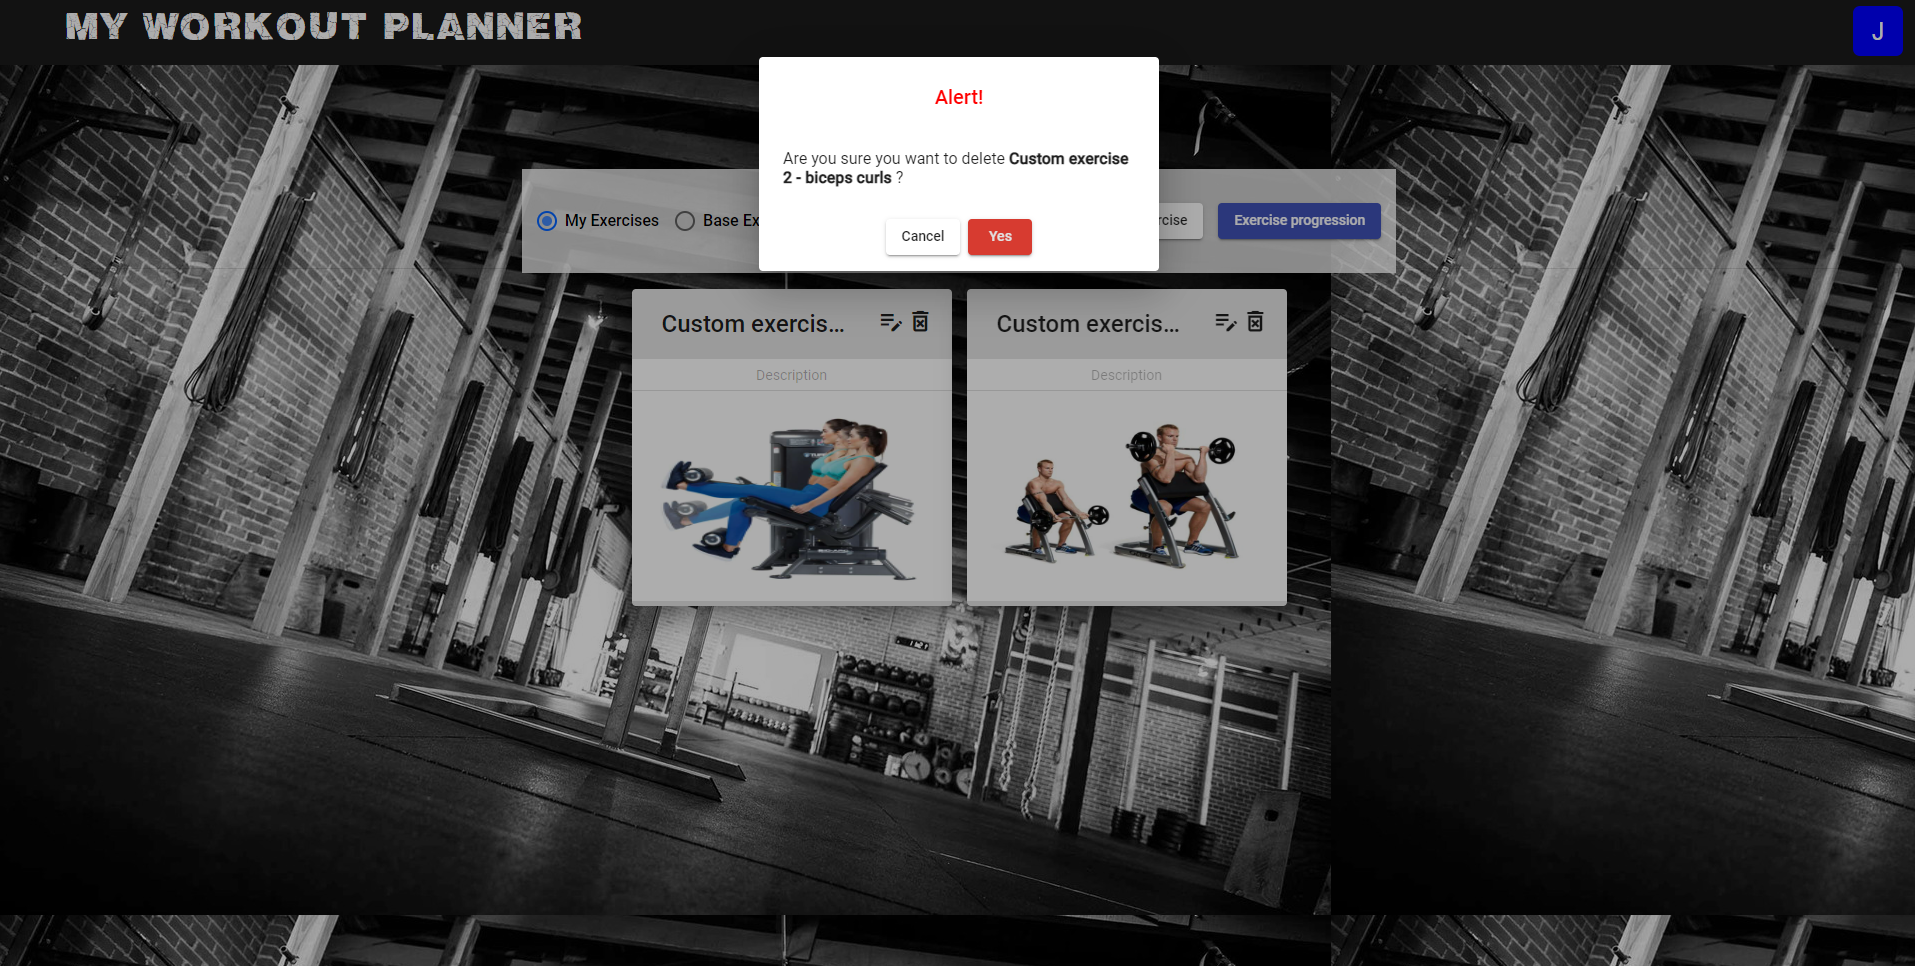 MY WORKOUT PLANNER
J
Alert!
Are you sure you want to delete Custom exercise
2 - biceps curls ?
Cancel
Yes
My Exercises
Base Ex
rcise
Exercise progression
Custom exercis...
Custom exercis...
Description
Description